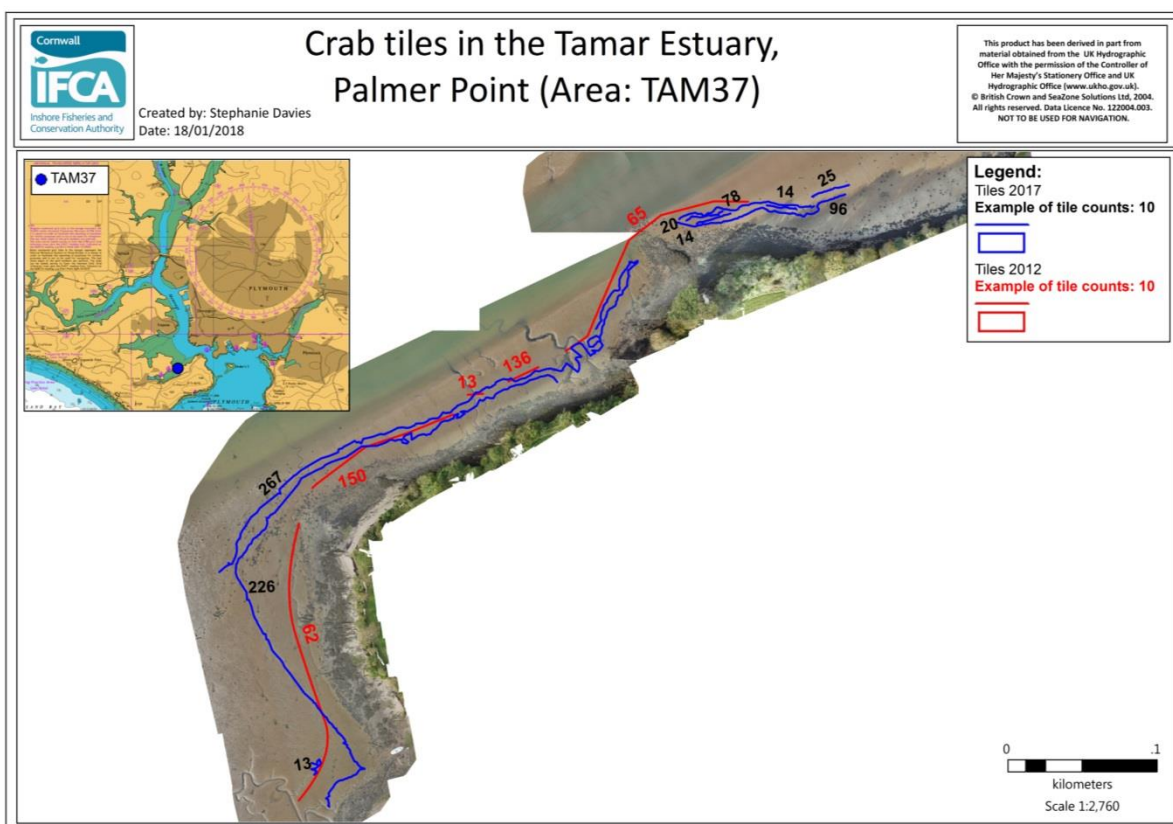 Cornwall
IFCA
Inshore Fisheries and
Conservation Authority
Created by: Stephanie Davies
Date: 18/01/2018
Crab tiles in the Tamar Estuary,
Palmer Point (Area: TAM37)
This product has been derived in part from
material obtained from the UK Hydrographic
Office with the permission of the Controller of
Her Majesty's Stationery Office and UK
Hydrographic Office (www.ukho.gov.uk).
© British Crown and SeaZone Solutions Ltd, 2004.
All rights reserved. Data Licence No. 122004.003.
NOT TO BE USED FOR NAVIGATION.
TAM37
PLYMOUTH
PLYMOUTH
Legend:
Tiles 2017
Example of tile counts: 10
Tiles 2012
Example of tile counts: 10
25
14
78
96
20
14
65
136
13
267
150
226
62
13
0 .1
kilometers
Scale 1:2,760